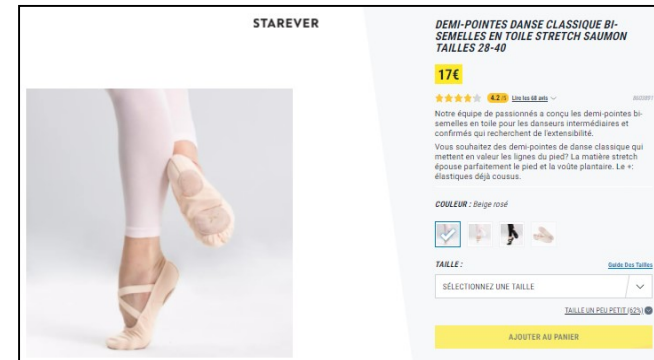 STAREVER
DEMI-POINTES DANSE CLASSIQUE BI-
SEMELLES EN TOILE STRETCH SAUMON
TAILLES 28-40
17€
4.2/5 Lire les 68 avis
Notre équipe de passionnés a conçu les demi-pointes bi-
semelles en toile pour les danseurs intermédiaires et
confirmés qui recherchent de l'extensibilité.
Vous souhaitez des demi-pointes de danse classique qui
mettent en valeur les lignes du pied? La matière stretch
épouse parfaitement le pied et la voûte plantaire. Le +:
élastiques déjà cousus.
COULEUR : Beige rosé
TAILLE :
Guide Des Tailles
SÉLECTIONNEZ UNE TAILLE
TAILLE UN PEU PETIT (62%)
AJOUTER AU PANIER